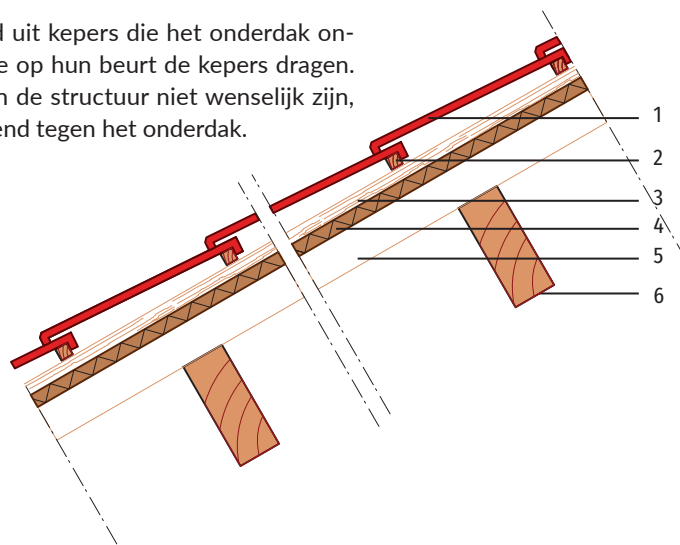 d uit kepers die het onderdak on-
e op hun beurt de kepers dragen.
n de structuur niet wenselijk zijn,
end tegen het onderdak.
1
2
3
4
5
6